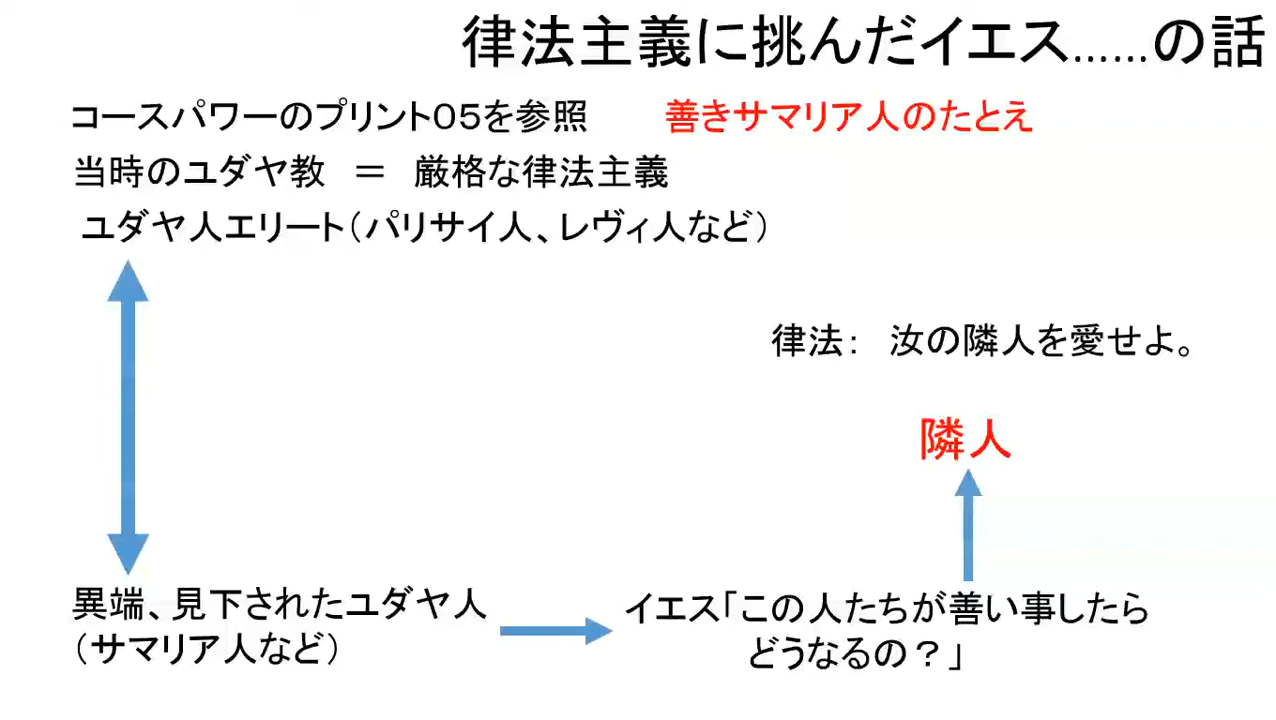 律法主義に挑んだイエス……の話
コースパワーのプリント０５を参照　　善きサマリア人のたとえ
当時のユダヤ教　＝　厳格な律法主義
ユダヤ人エリート（パリサイ人、レヴィ人など）
律法：　汝の隣人を愛せよ。
隣人
異端、見下されたユダヤ人
（サマリア人など）
イエス「この人たちが善い事したら
どうなるの？」